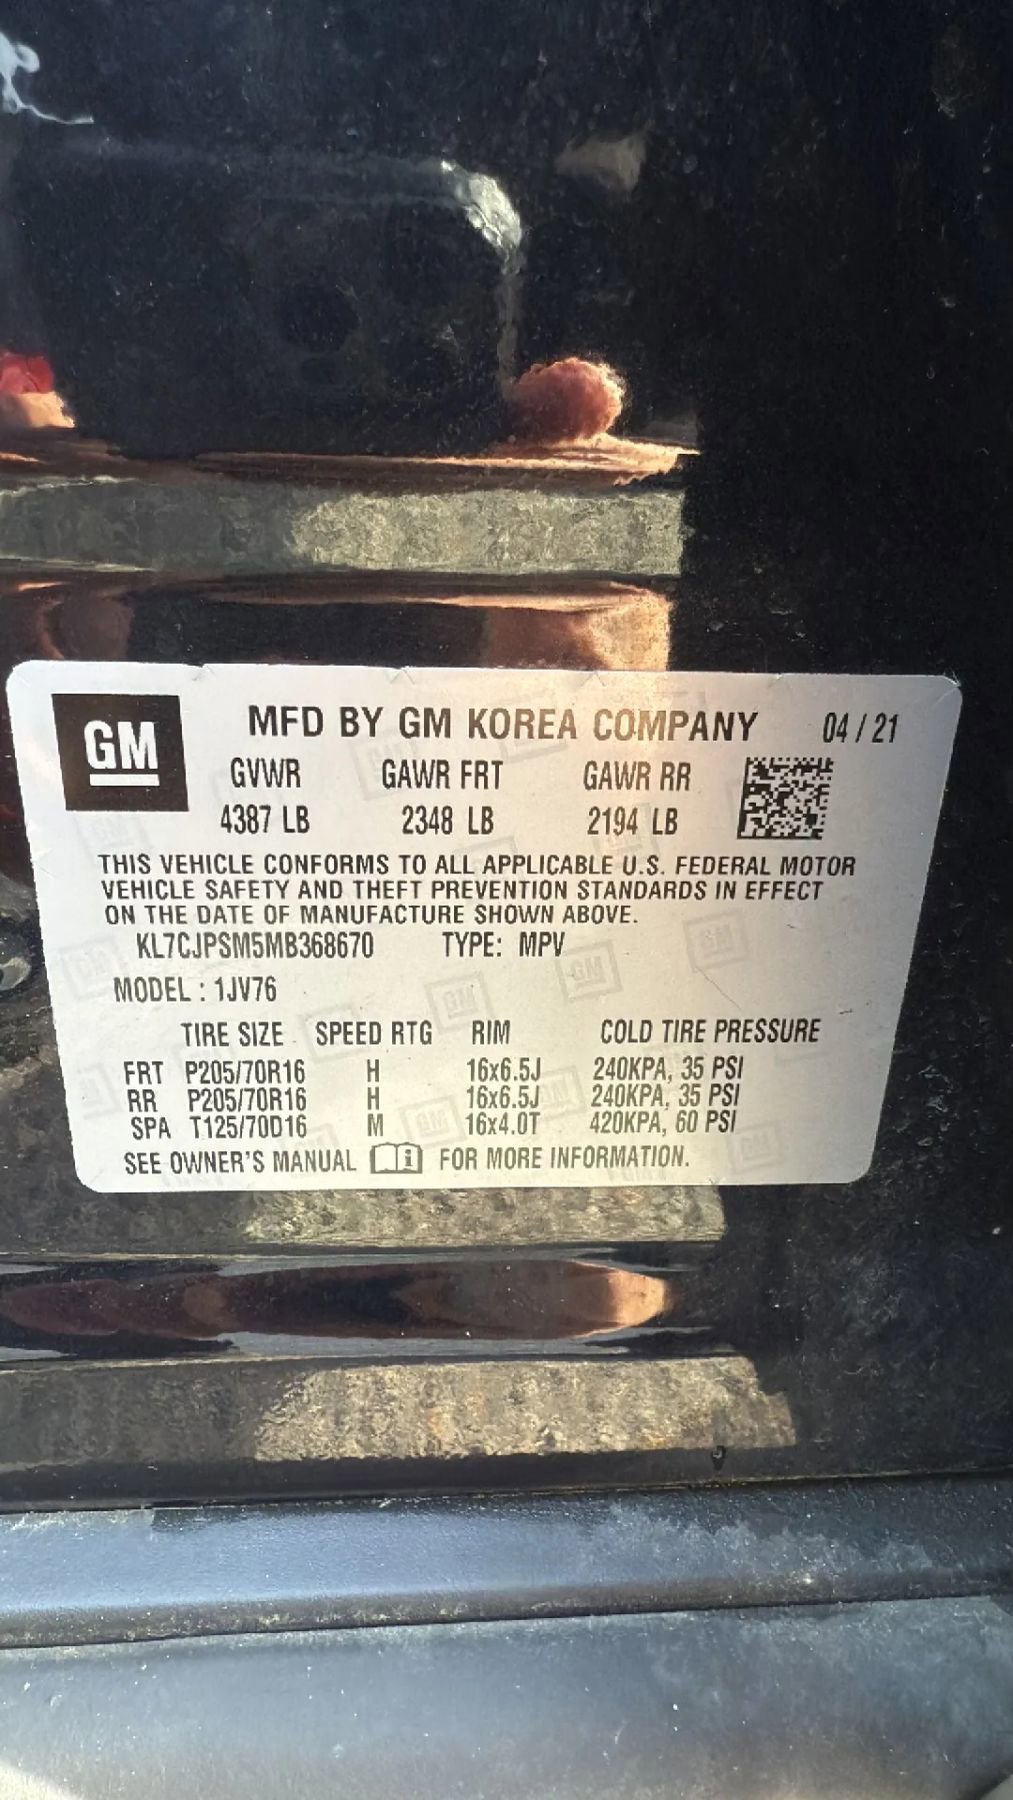 GM
MFD BY GM KOREA COMPANY 04/21
GVWR GAWR FRT GAWR RR
4387 LB 2348 LB 2194 LB
THIS VEHICLE CONFORMS TO ALL APPLICABLE U.S. FEDERAL MOTOR
VEHICLE SAFETY AND THEFT PREVENTION STANDARDS IN EFFECT
ON THE DATE OF MANUFACTURE SHOWN ABOVE.
KL7CJPSM5MB368670 TYPE: MPV
MODEL : 1JV76
TIRE SIZE SPEED RTG RIM COLD TIRE PRESSURE
FRT P205/70R16 H 16x6.5J 240KPA, 35 PSI
RR P205/70R16 H 16x6.5J 240KPA, 35 PSI
SPA T125/70D16 M 16x4.0T 420KPA, 60 PSI
SEE OWNER'S MANUAL i FOR MORE INFORMATION.